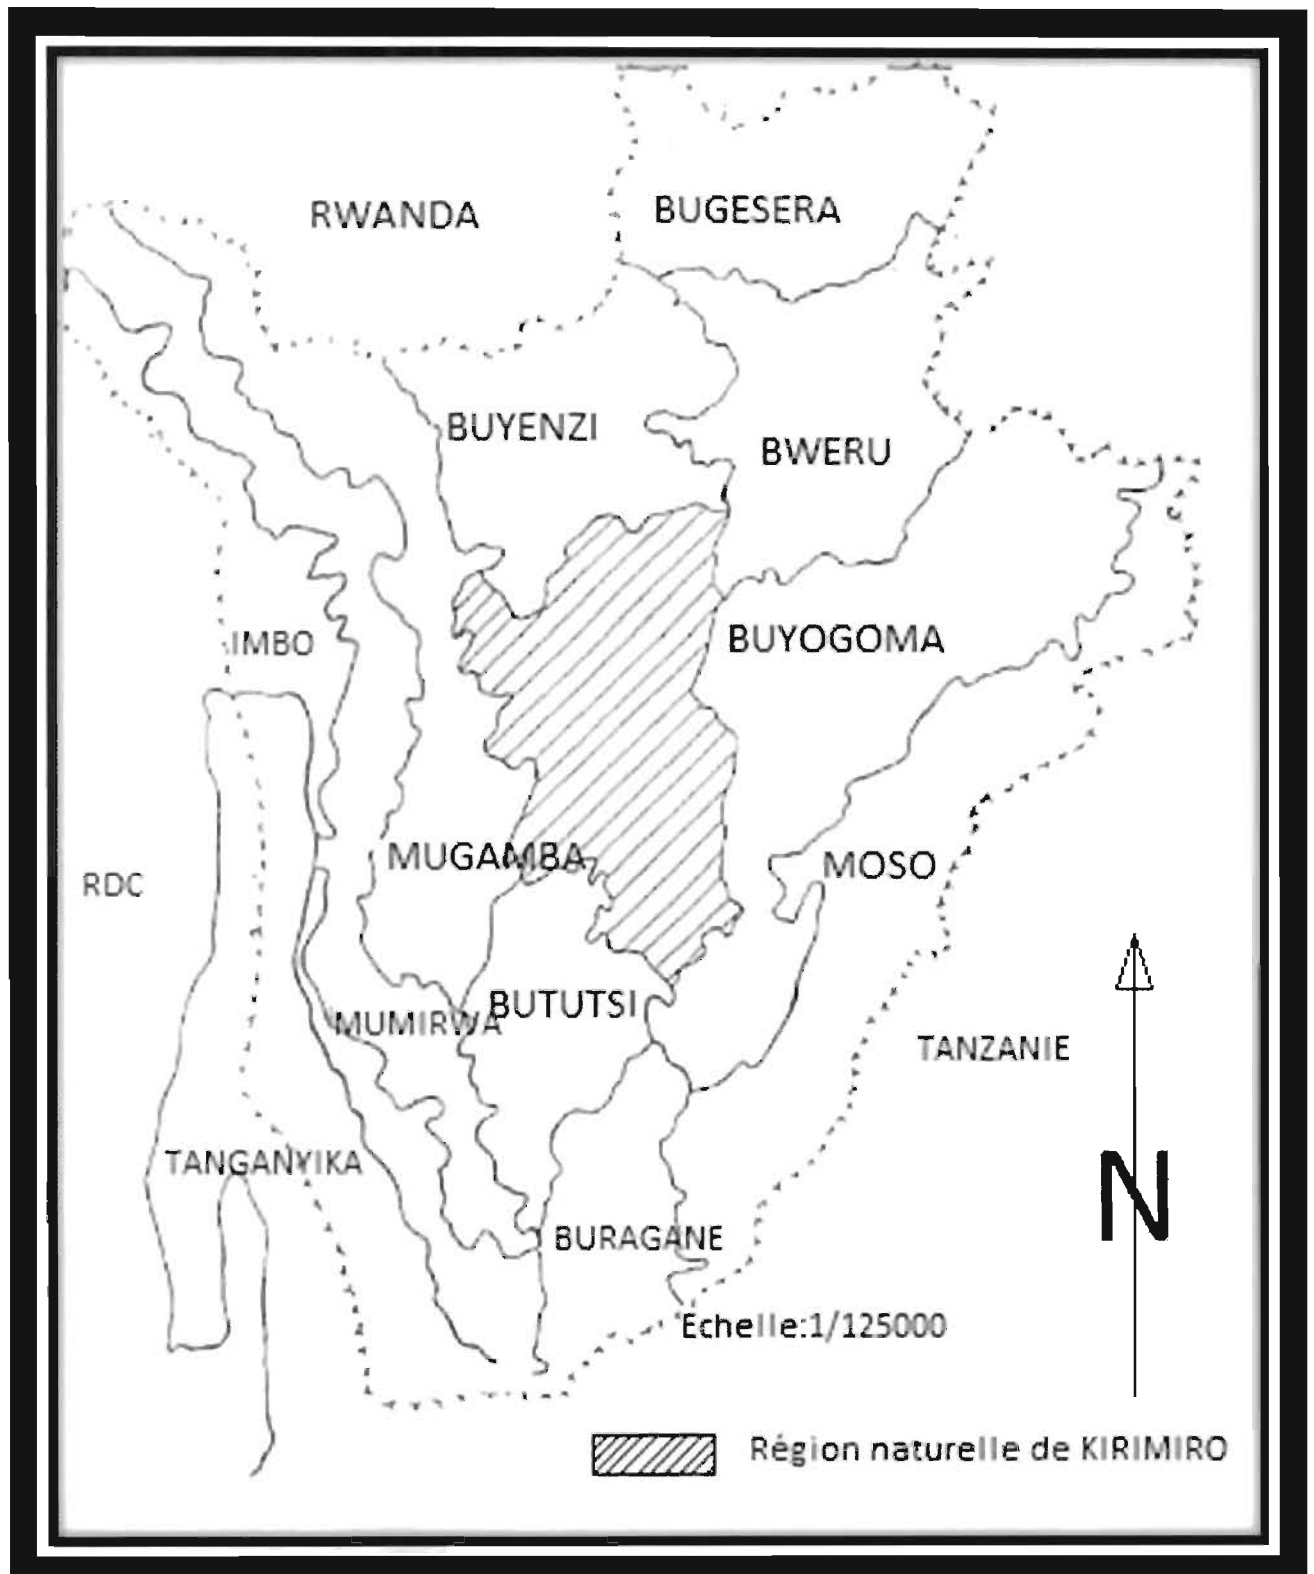 RWANDA
BUGESERA
BUYENZI
BWERU
IMBO
BUYOGOMA
MUGAMBA
MOSO
RDC
BUTUTSI
MUMIRWA
TANZANIE
TANGANYIKA
N
BURAGANE
Echelle:1/125000
Région naturelle de KIRIMIRO